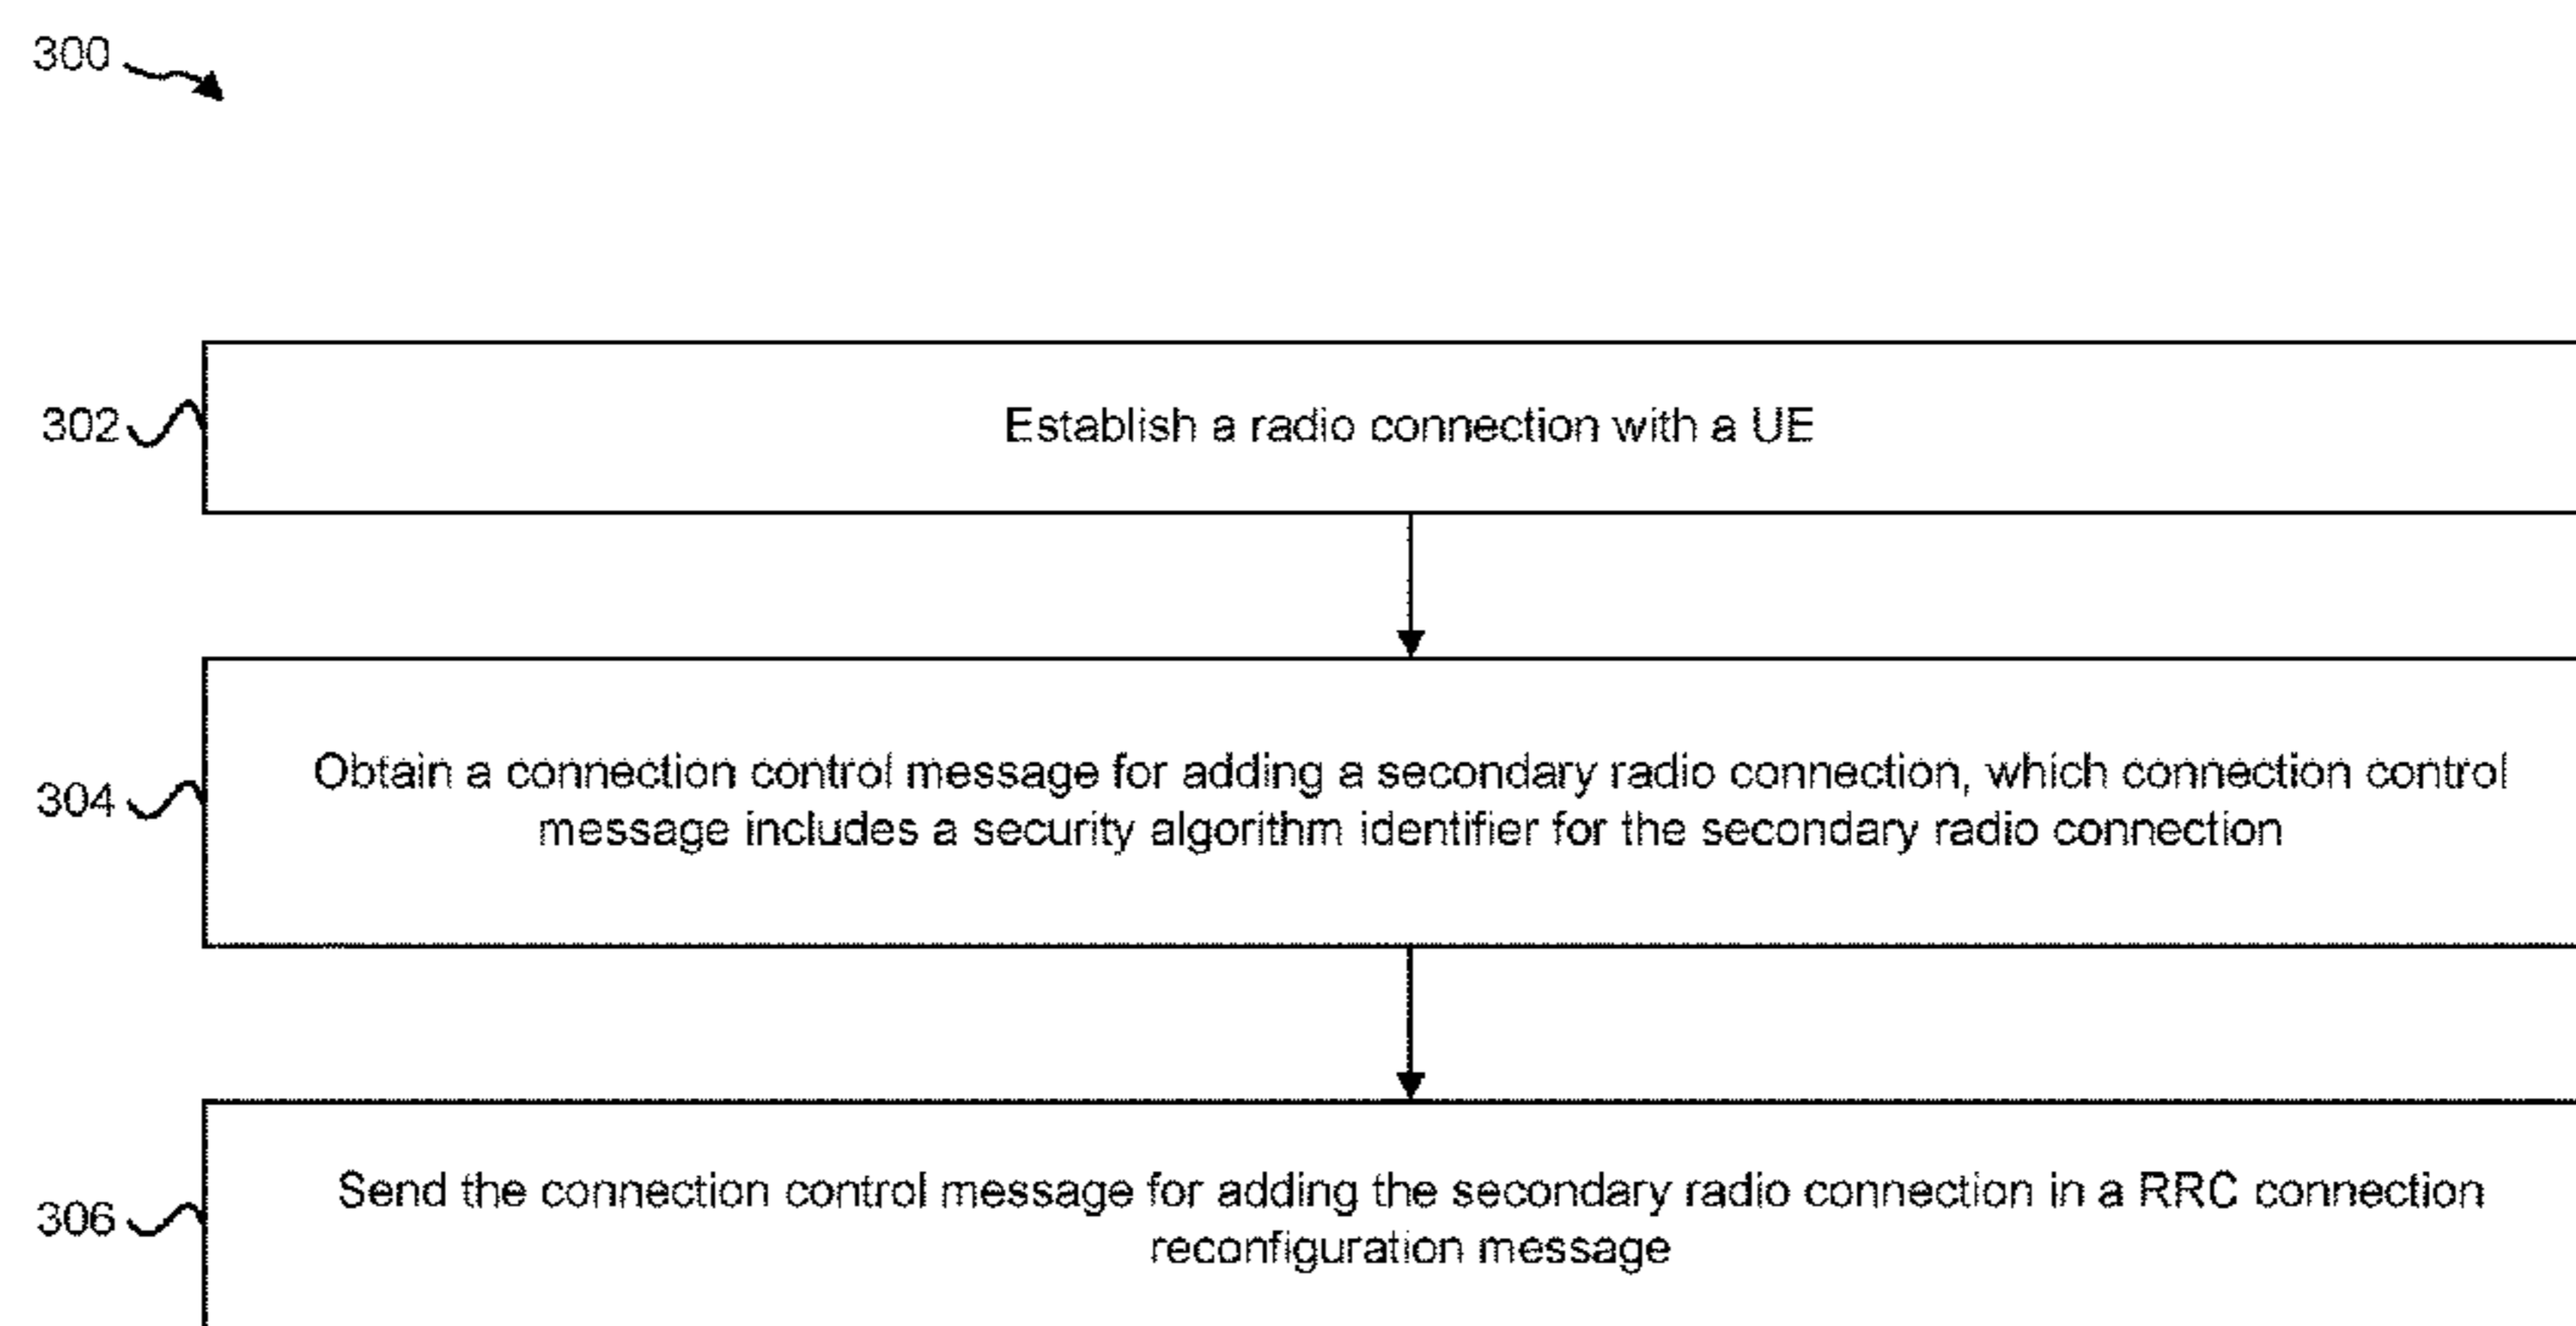 300
302
Establish a radio connection with a UE
304
Obtain a connection control message for adding a secondary radio connection, which connection control
message includes a security algorithm identifier for the secondary radio connection
306
Send the connection control message for adding the secondary radio connection in a RRC connection
reconfiguration message